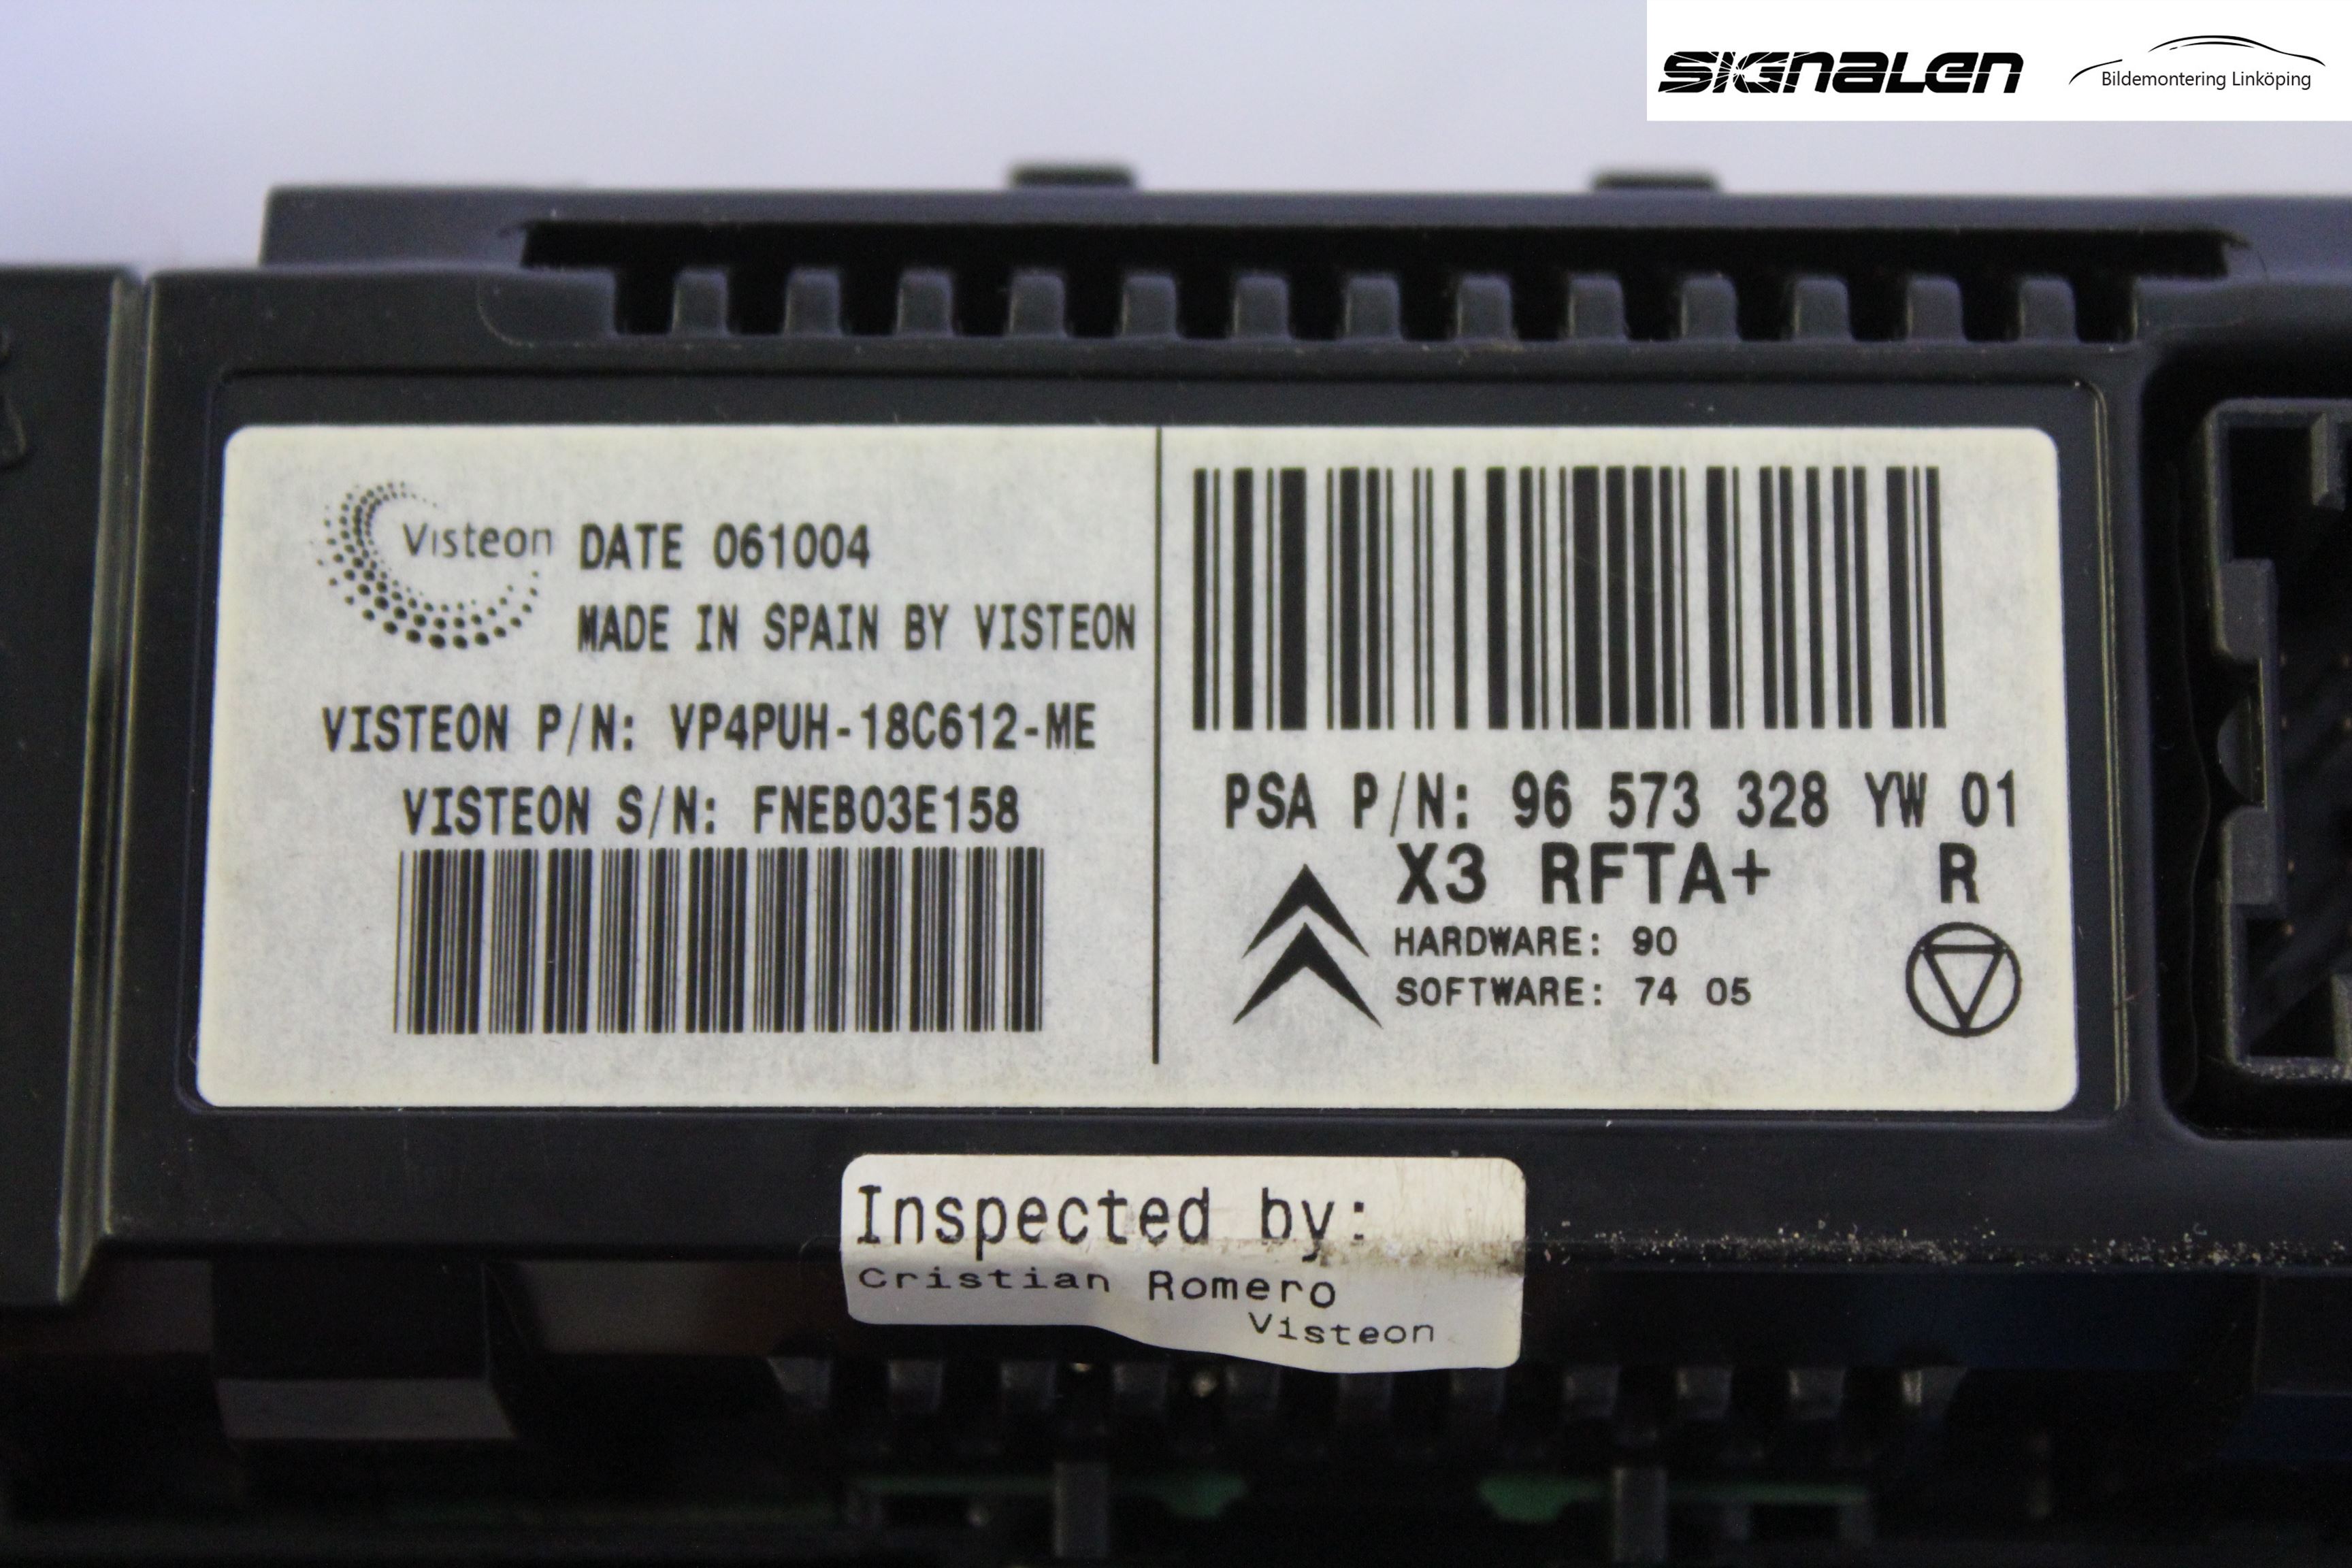 SIGNALEN
Bildemontering Linköping
Visteon DATE 061004
MADE IN SPAIN BY VISTEON
VISTEON P/N: VP4PUH-18C612-ME
VISTEON S/N: FNEB03E158
PSA P/N: 96 573 328 YW 01
X3 RFTA+ R
HARDWARE: 90
SOFTWARE: 74 05
Inspected by:
Cristian Romero
Visteon